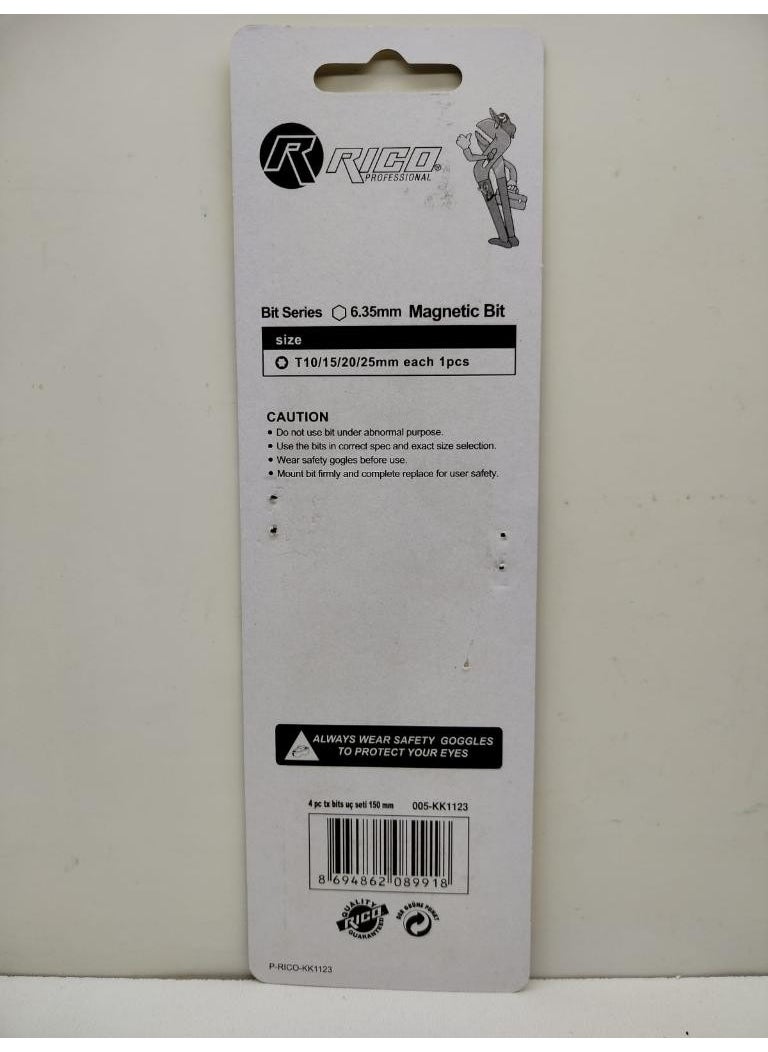 R RICO®
PROFESSIONAL
Bit Series 6.35mm Magnetic Bit
size
T10/15/20/25mm each 1pcs
CAUTION
• Do not use bit under abnormal purpose.
• Use the bits in correct spec and exact size selection.
• Wear safety gogles before use.
• Mount bit firmly and complete replace for user safety.
ALWAYS WEAR SAFETY GOGGLES
TO PROTECT YOUR EYES
4 pc tx bits uç seti 150 mm 005-KK1123
8 694862 089918
QUALITY
RICO
GUARANTEED
DER GRÜNE PUNKT
P-RICO-KK1123